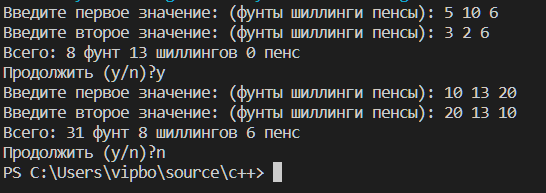 Введите первое значение: (фунты шиллинги пенсы): 5 10 6
Введите второе значение: (фунты шиллинги пенсы): 3 2 6
Всего: 8 фунт 13 шиллингов 0 пенс
Продолжить (y/n)?y
Введите первое значение: (фунты шиллинги пенсы): 10 13 20
Введите второе значение: (фунты шиллинги пенсы): 20 13 10
Всего: 31 фунт 8 шиллингов 6 пенс
Продолжить (y/n)?n
PS C:\Users\vipbo\source\c++>